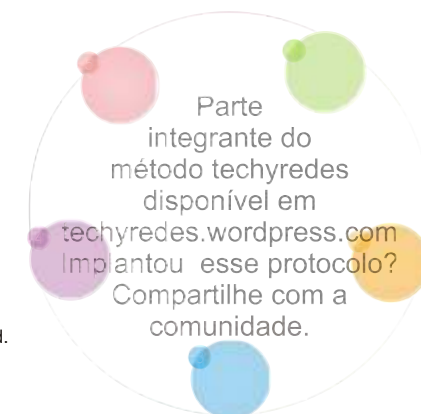 Parte
integrante do
método techyredes
disponível em
techyredes.wordpress.com
Implantou esse protocolo?
Compartilhe com a
comunidade.